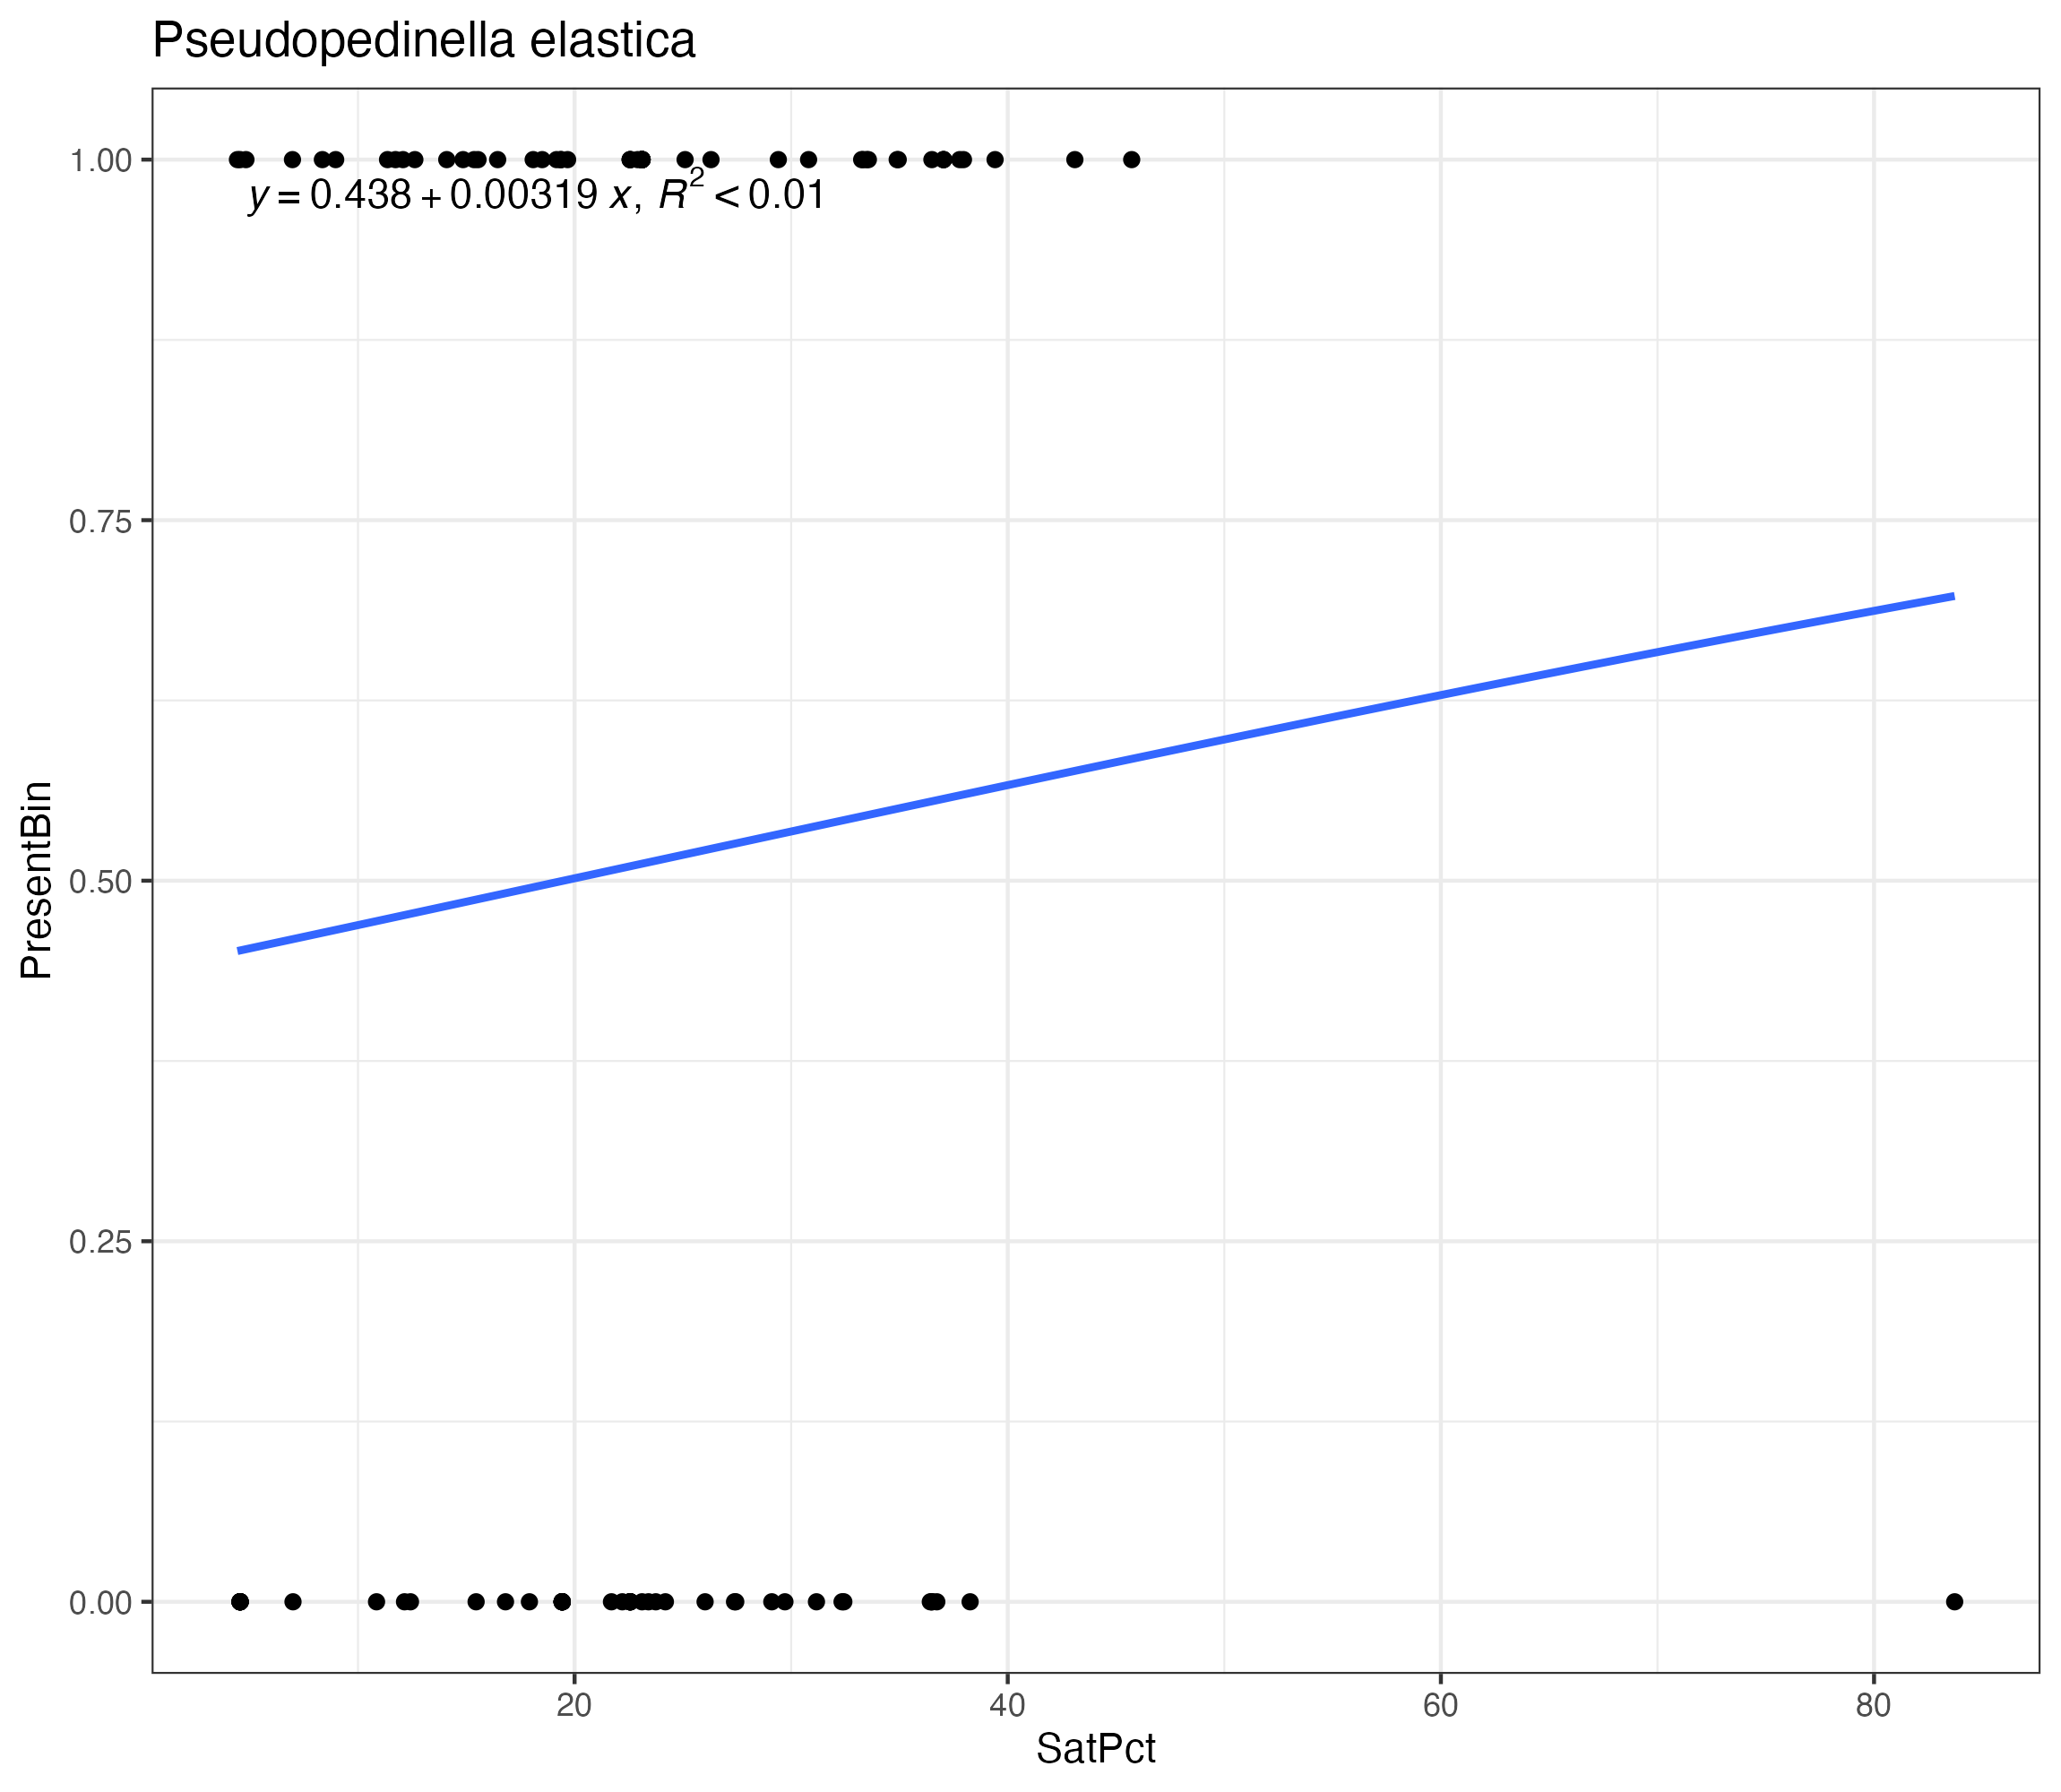 Pseudopedinella elastica
1.00
y = 0.438 + 0.00319 x, R² < 0.01
0.75
0.50
0.25
0.00
PresentBin
20 40 60 80
SatPct